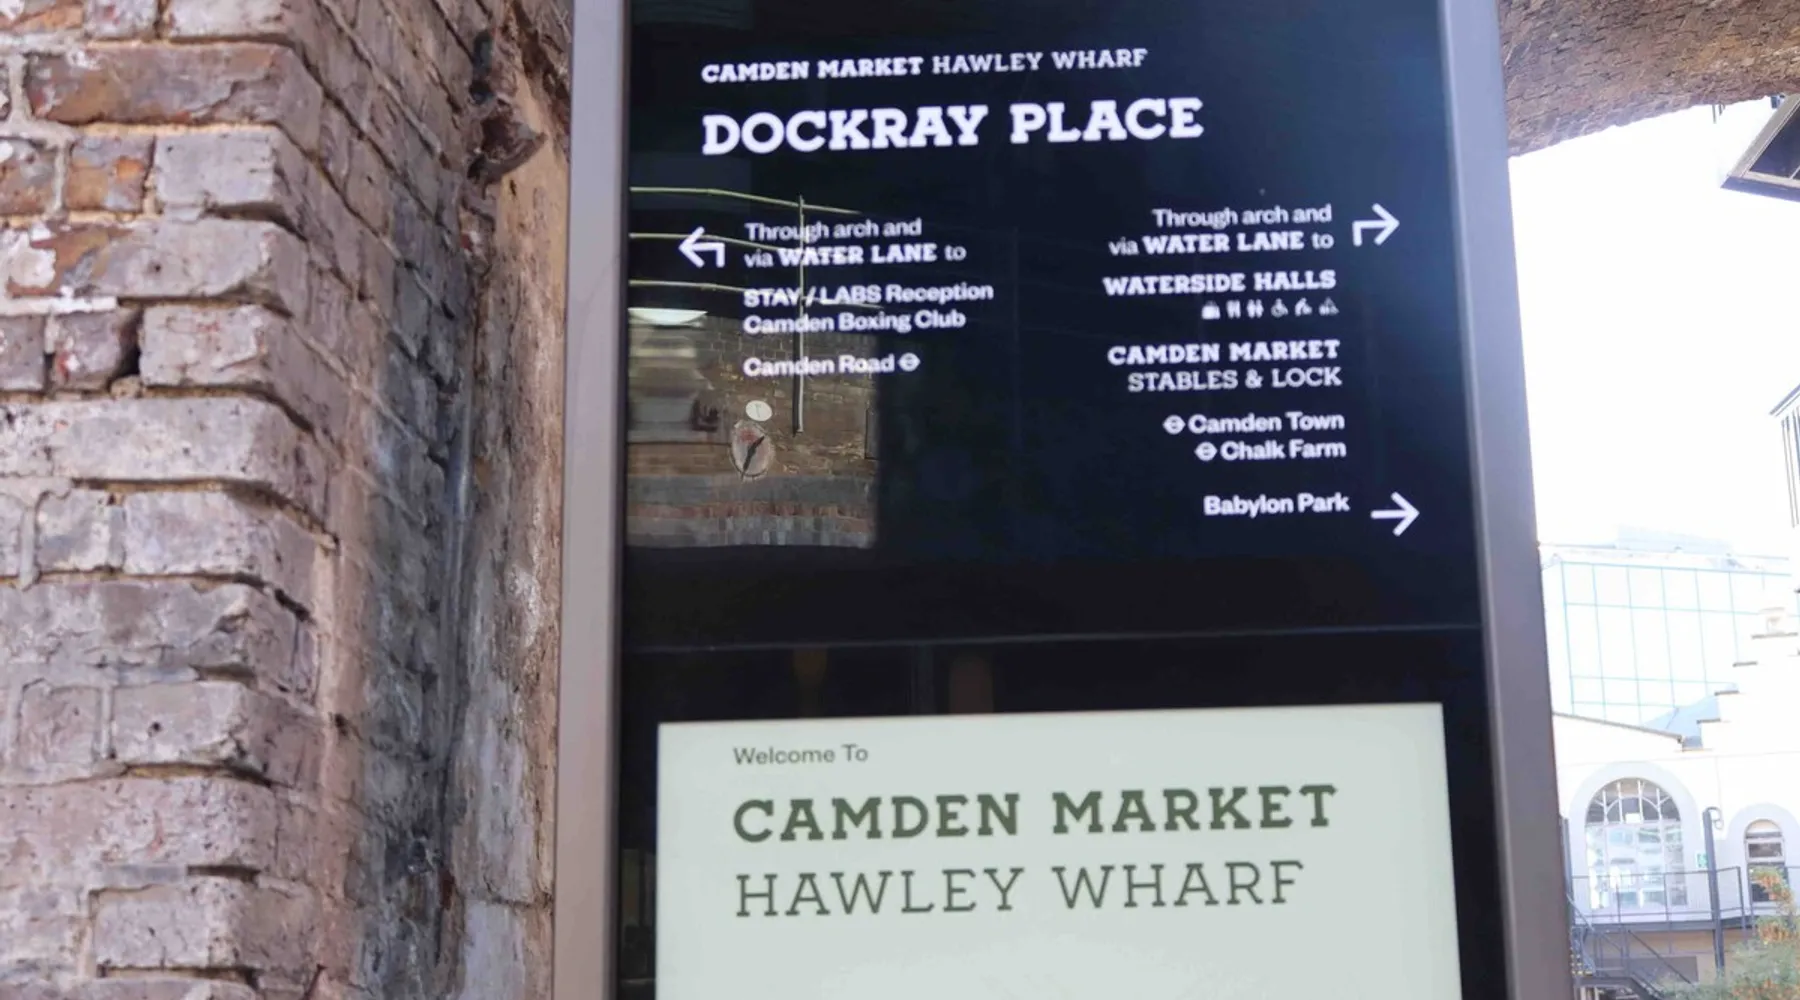 CAMDEN MARKET HAWLEY WHARF
DOCKRAY PLACE
Through arch and
via WATER LANE to
STAY / LABS Reception
Camden Boxing Club
Camden Road
Through arch and
via WATER LANE to
WATERSIDE HALLS
CAMDEN MARKET
STABLES & LOCK
Camden Town
Chalk Farm
Babylon Park
Welcome To
CAMDEN MARKET
HAWLEY WHARF